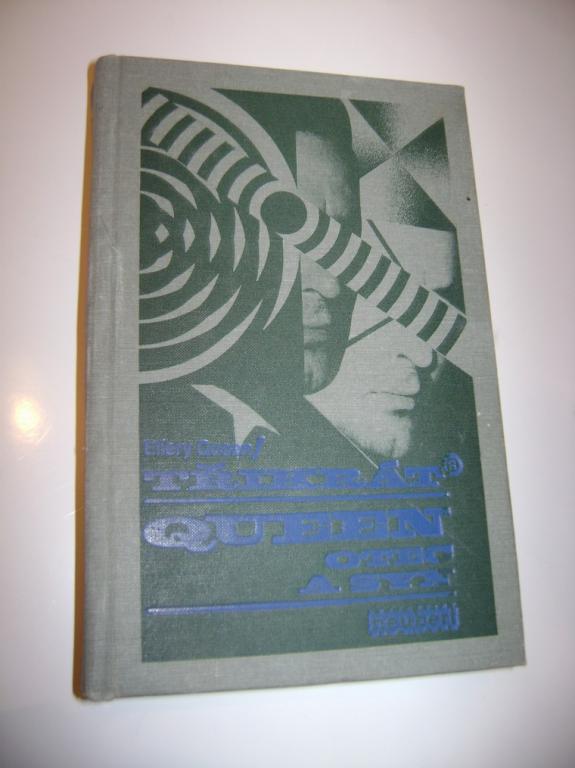 Ellery Queen/
TŘIKRÁT
QUEEN
OTEC
A SYN